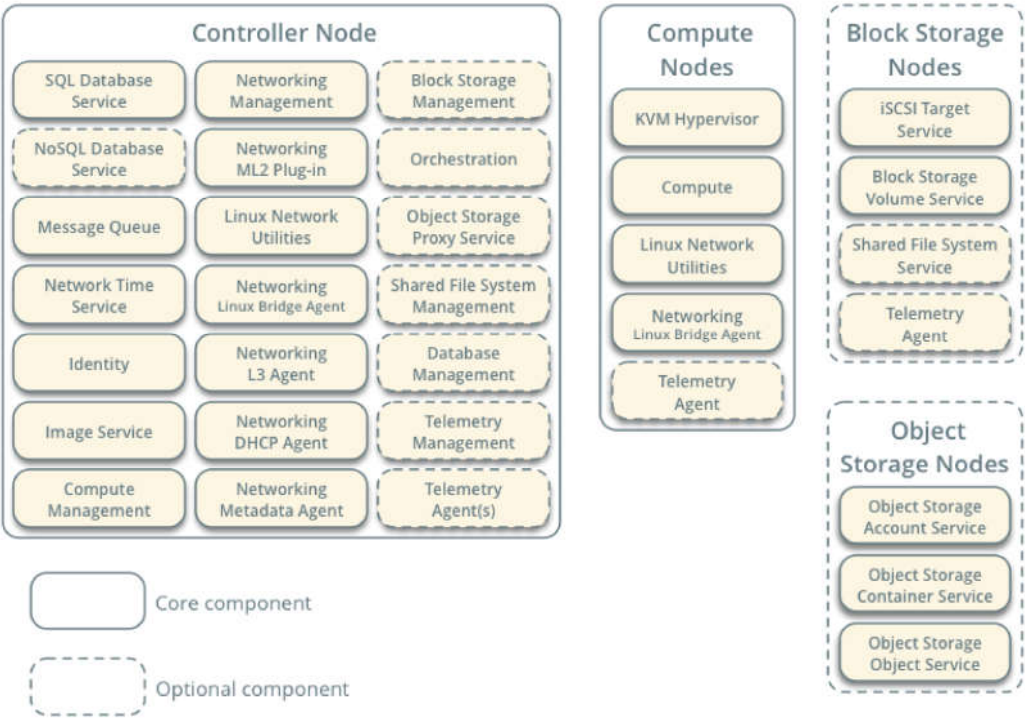 Controller Node
SQL Database
Service
NoSQL Database
Service
Message Queue
Network Time
Service
Identity
Image Service
Compute
Management
Networking
Management
Networking
ML2 Plug-in
Linux Network
Utilities
Networking
Linux Bridge Agent
Networking
L3 Agent
Networking
DHCP Agent
Networking
Metadata Agent
Block Storage
Management
Orchestration
Object Storage
Proxy Service
Shared File System
Management
Database
Management
Telemetry
Management
Telemetry
Agent(s)
Compute
Nodes
KVM Hypervisor
Compute
Linux Network
Utilities
Networking
Linux Bridge Agent
Telemetry
Agent
Block Storage
Nodes
iSCSI Target
Service
Block Storage
Volume Service
Shared File System
Service
Telemetry
Agent
Object
Storage Nodes
Object Storage
Account Service
Object Storage
Container Service
Object Storage
Object Service
Core component
Optional component